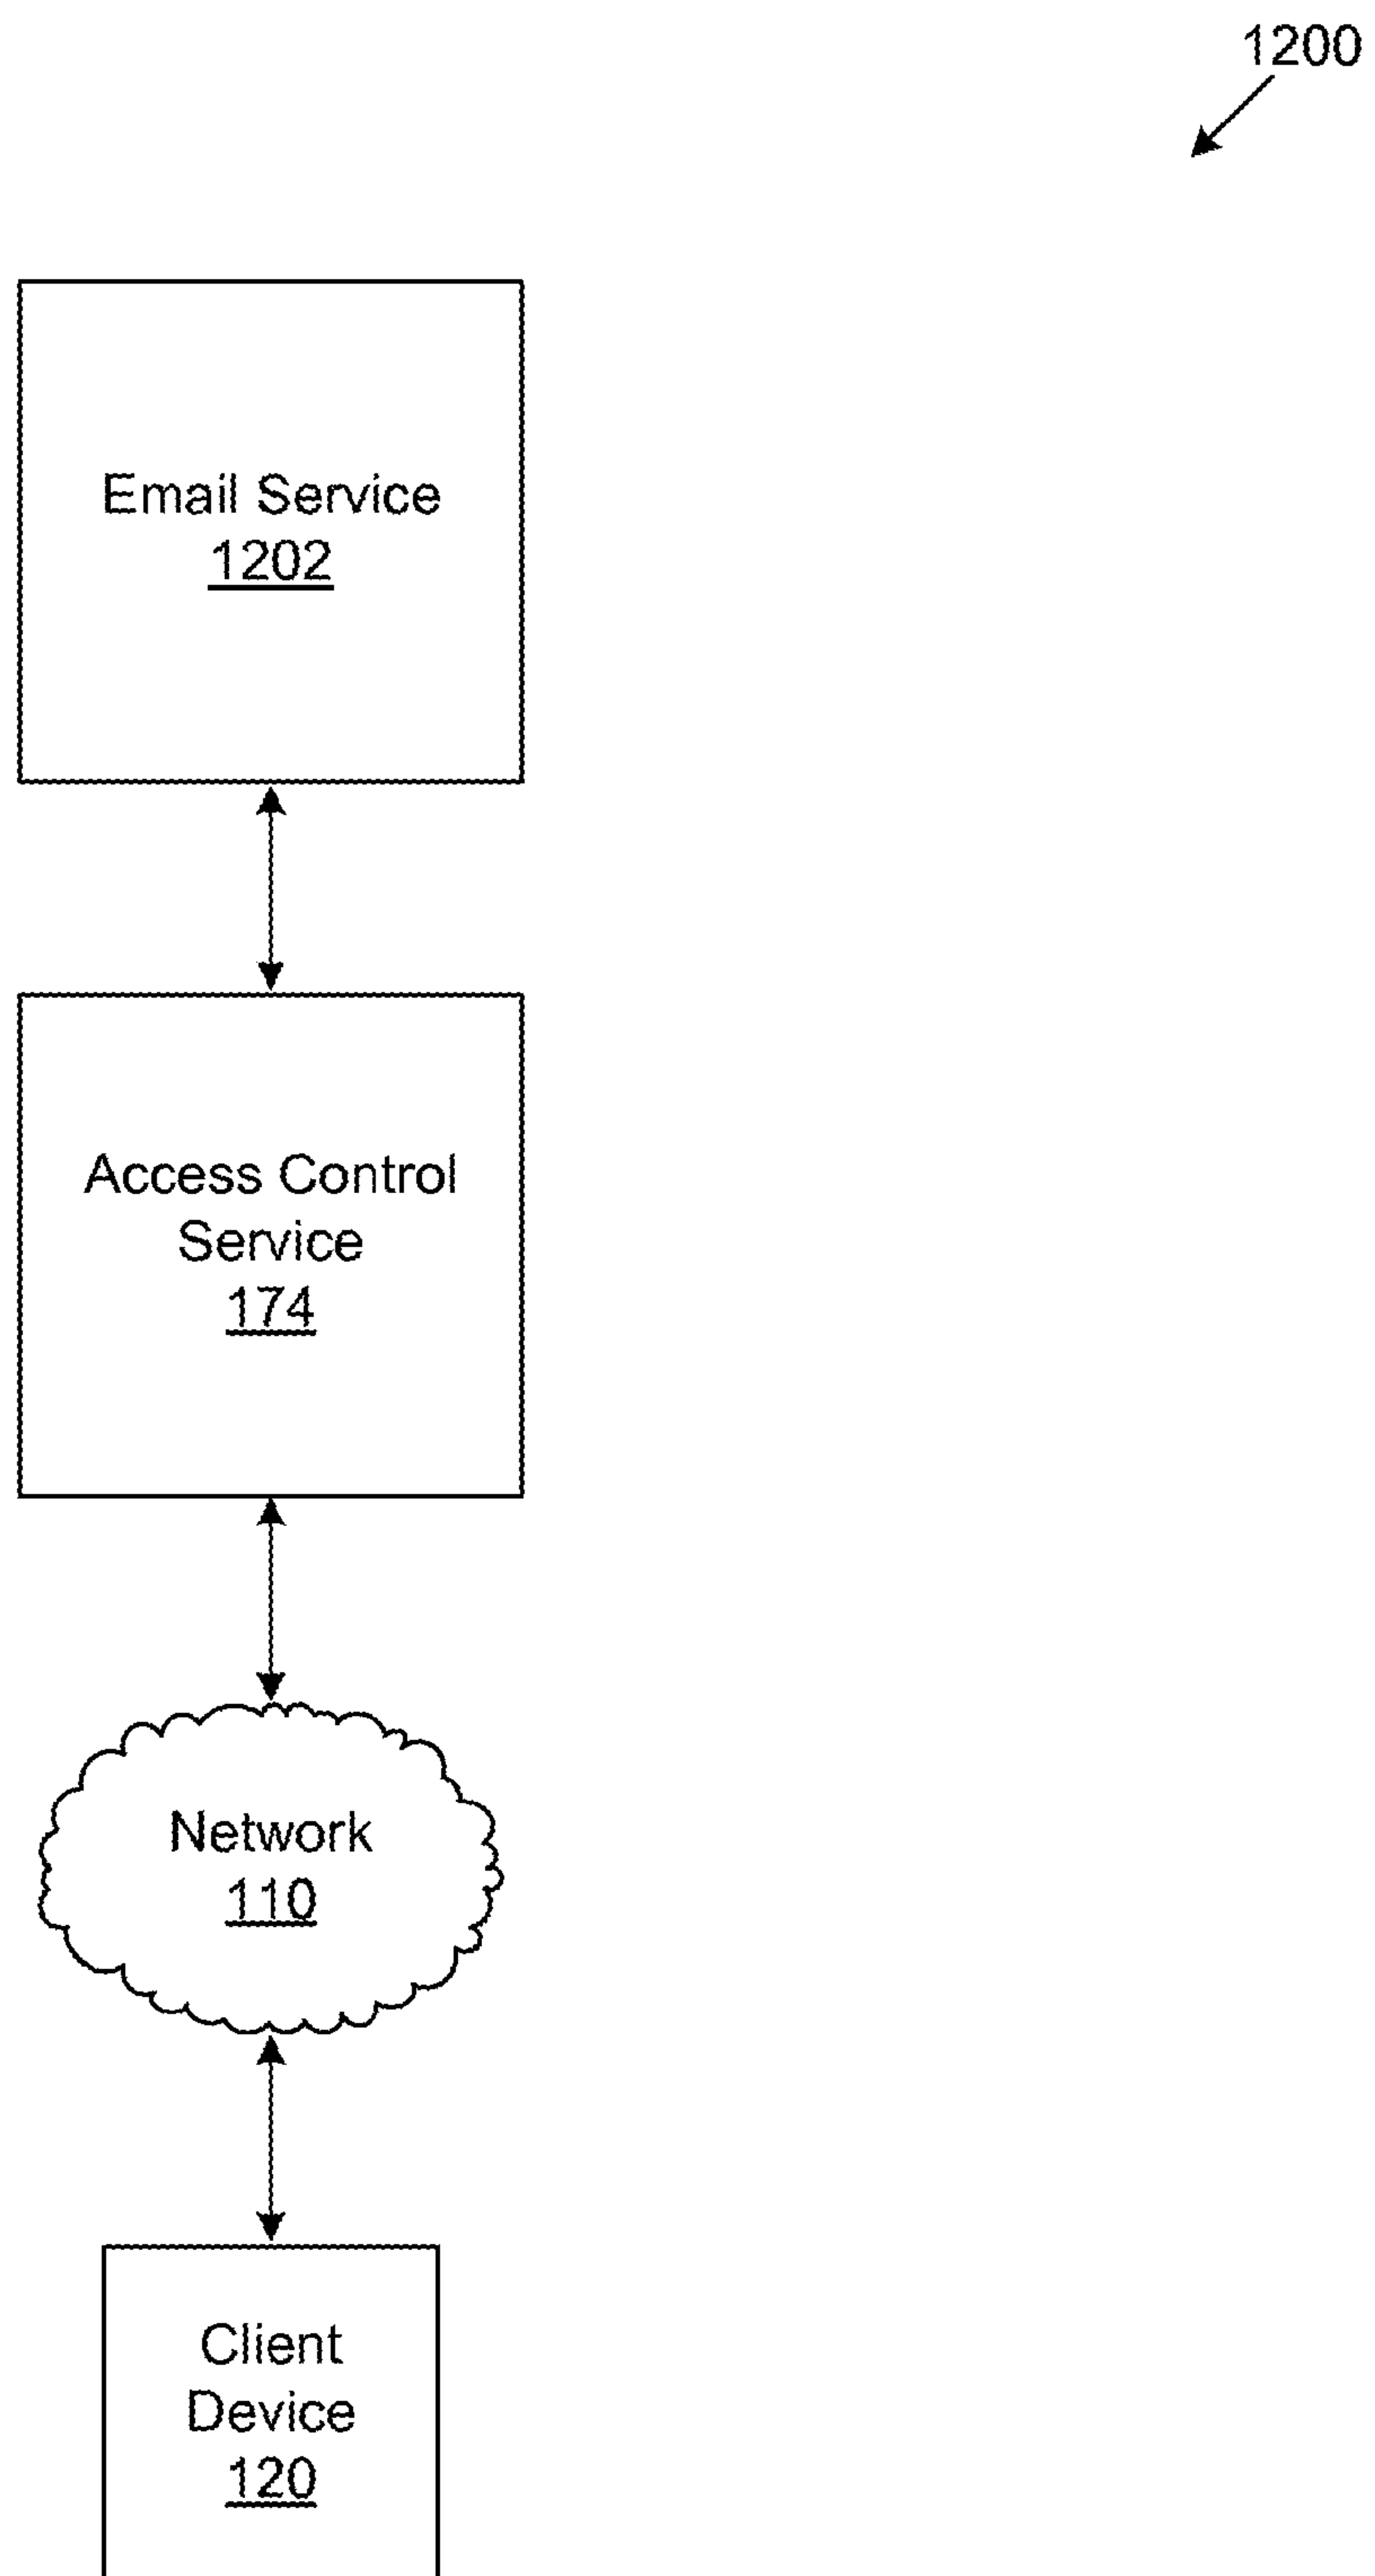 1200
Email Service
1202
Access Control
Service
174
Network
110
Client
Device
120